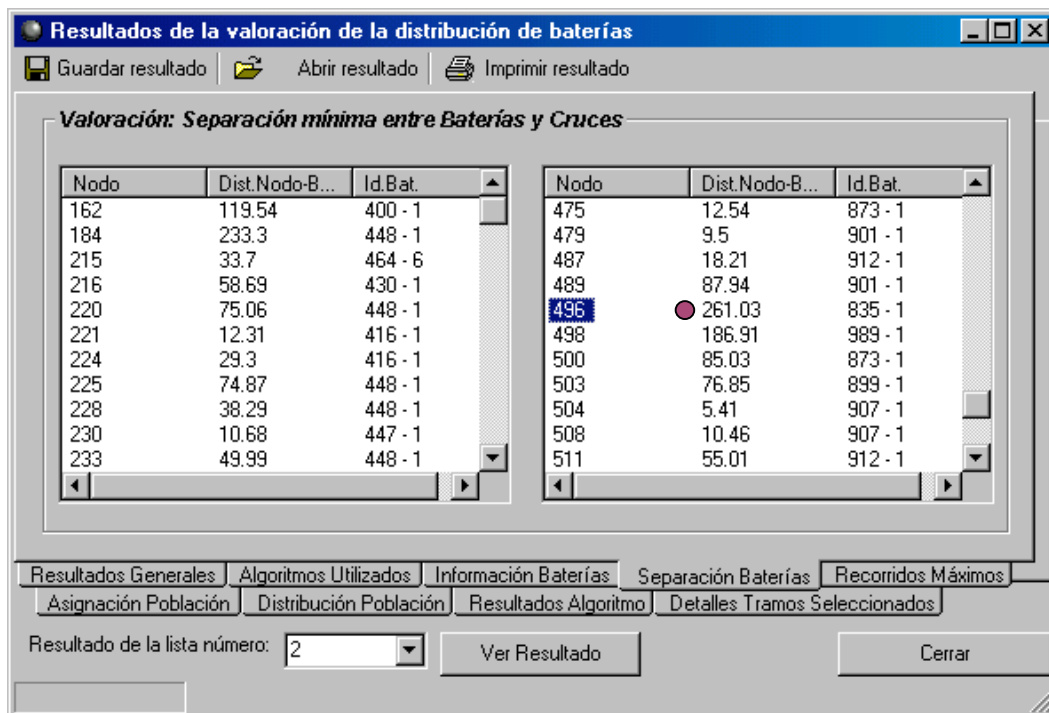 Resultados de la valoración de la distribución de baterías
Guardar resultado Abrir resultado Imprimir resultado
Valoración: Separación mínima entre Baterías y Cruces
Nodo Dist.Nodo-B... Id.Bat.
162 119.54 400 - 1
184 233.3 448 - 1
215 33.7 464 - 6
216 58.69 430 - 1
220 75.06 448 - 1
221 12.31 416 - 1
224 29.3 416 - 1
225 74.87 448 - 1
228 38.29 448 - 1
230 10.68 447 - 1
233 49.99 448 - 1
Nodo Dist.Nodo-B... Id.Bat.
475 12.54 873 - 1
479 9.5 901 - 1
487 18.21 912 - 1
489 87.94 901 - 1
496 261.03 835 - 1
498 186.91 989 - 1
500 85.03 873 - 1
503 76.85 899 - 1
504 5.41 907 - 1
508 10.46 907 - 1
511 55.01 912 - 1
Resultados Generales Algoritmos Utilizados Información Baterías Separación Baterías Recorridos Máximos
Asignación Población Distribución Población Resultados Algoritmo Detalles Tramos Seleccionados
Resultado de la lista número: 2 Ver Resultado Cerrar